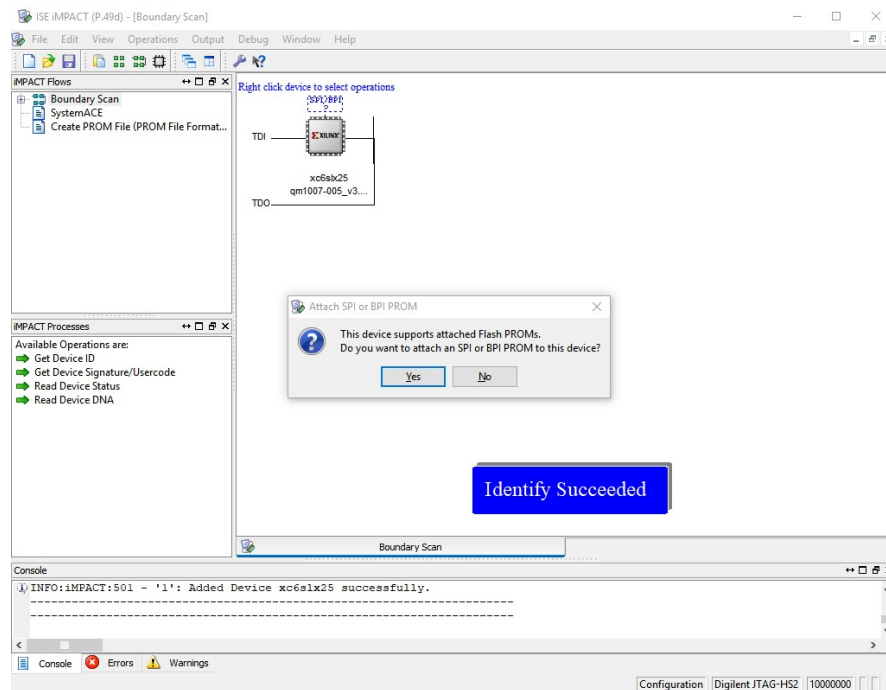 ISE iMPACT (P.49d) - [Boundary Scan]
File Edit View Operations Output Debug Window Help
iMPACT Flows
Boundary Scan
SystemACE
Create PROM File (PROM File Format...
Right click device to select operations
SPI/BPI
?
TDI
XILINX
xc6slx25
qm1007-005_v3....
TDO
Attach SPI or BPI PROM
This device supports attached Flash PROMs.
Do you want to attach an SPI or BPI PROM to this device?
Yes No
iMPACT Processes
Available Operations are:
Get Device ID
Get Device Signature/Usercode
Read Device Status
Read Device DNA
Identify Succeeded
Boundary Scan
Console
INFO:iMPACT:501 - '1': Added Device xc6slx25 successfully.
----------------------------------------------------------------------
----------------------------------------------------------------------
Console Errors Warnings
Configuration Digilent JTAG-HS2 10000000